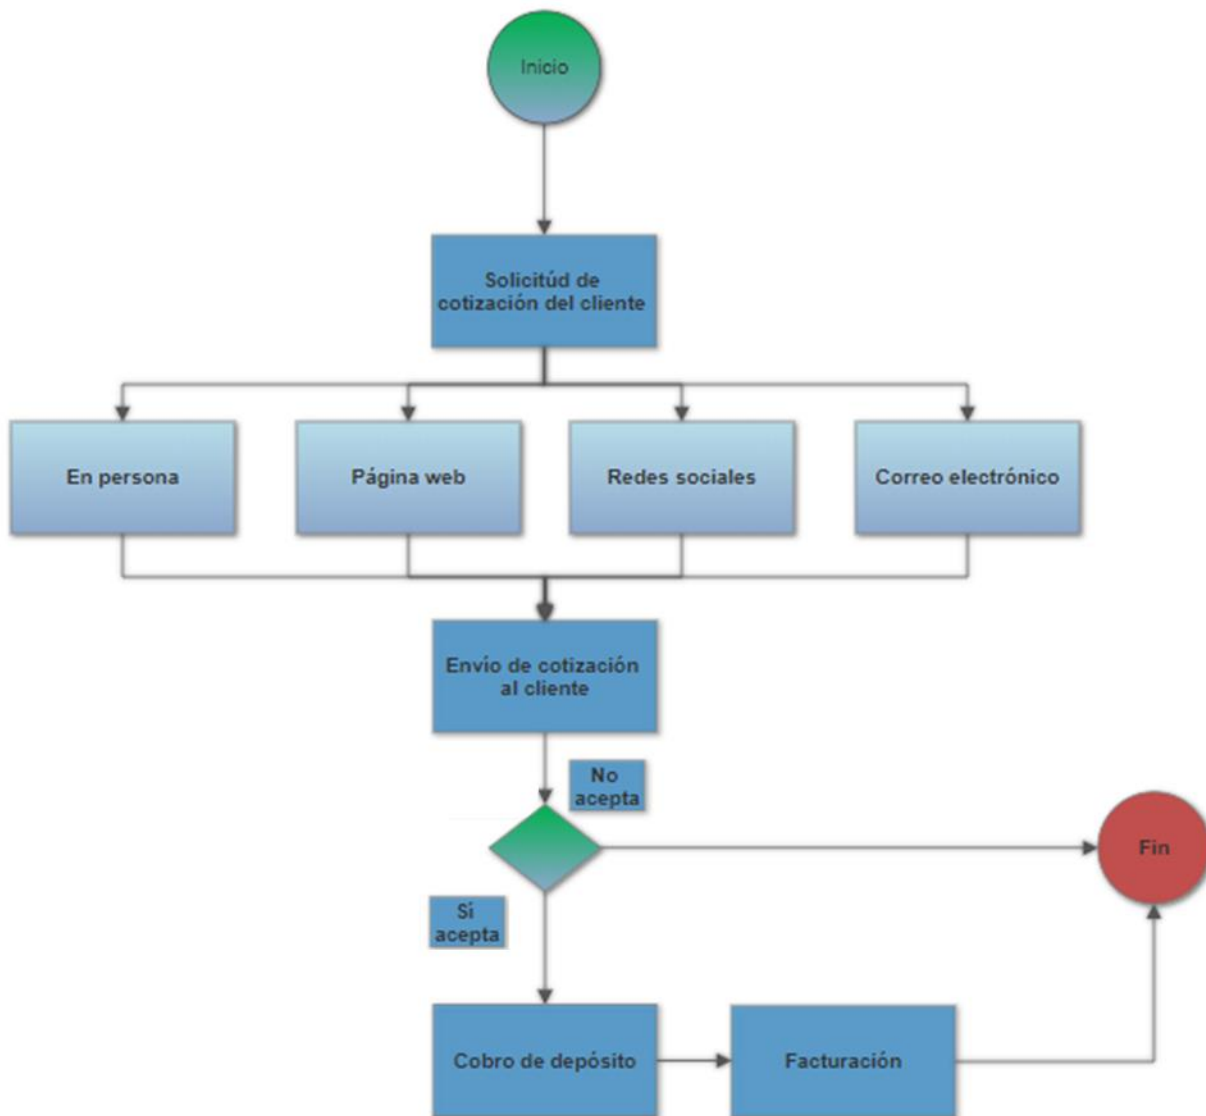 Inicio
Solicitúd de
cotización del cliente
En persona
Página web
Redes sociales
Correo electrónico
Envío de cotización
al cliente
No
acepta
Fin
Sí
acepta
Cobro de depósito
Facturación